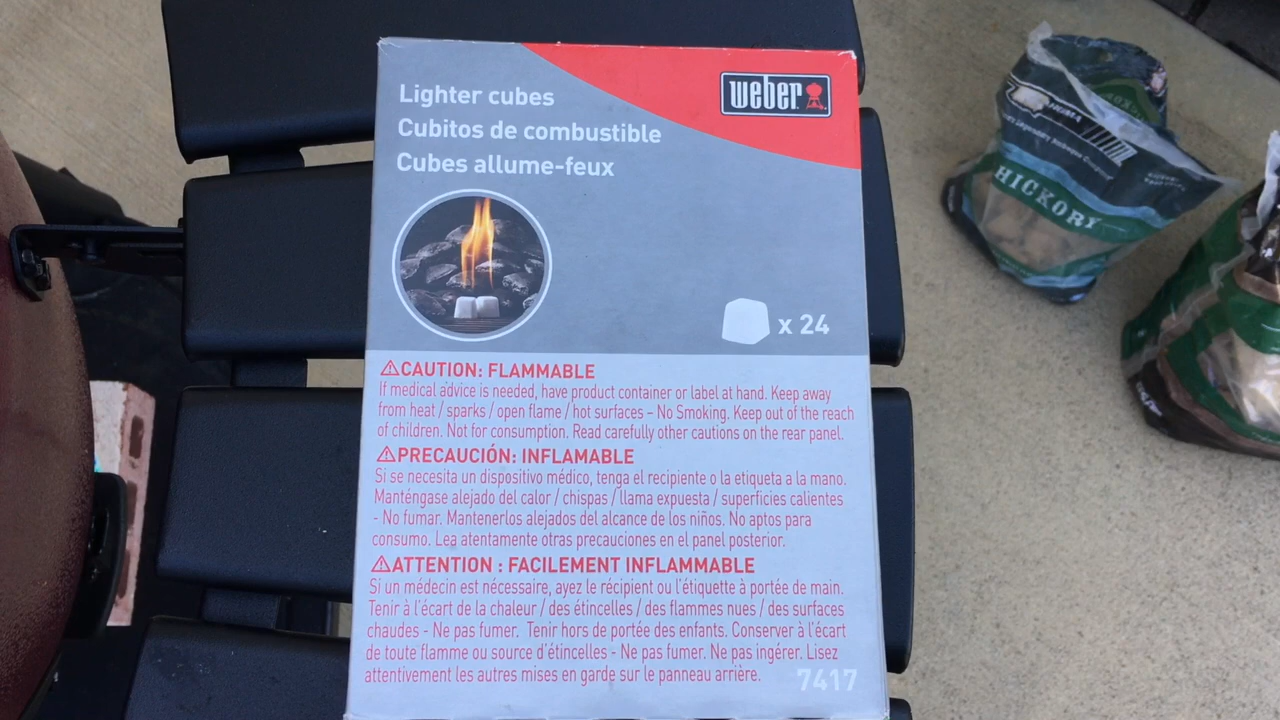 Lighter cubes
Cubitos de combustible
Cubes allume-feux
weber
x 24
⚠CAUTION: FLAMMABLE
If medical advice is needed, have product container or label at hand. Keep away
from heat / sparks / open flame / hot surfaces – No Smoking. Keep out of the reach
of children. Not for consumption. Read carefully other cautions on the rear panel.
⚠PRECAUCIÓN: INFLAMABLE
Si se necesita un dispositivo médico, tenga el recipiente o la etiqueta a la mano.
Manténgase alejado del calor / chispas / llama expuesta / superficies calientes
- No fumar. Mantenerlos alejados del alcance de los niños. No aptos para
consumo. Lea atentamente otras precauciones en el panel posterior.
⚠ATTENTION : FACILEMENT INFLAMMABLE
Si un médecin est nécessaire, ayez le récipient ou l'étiquette à portée de main.
Tenir à l'écart de la chaleur / des étincelles / des flammes nues / des surfaces
chaudes - Ne pas fumer. Tenir hors de portée des enfants. Conserver à l'écart
de toute flamme ou source d'étincelles - Ne pas fumer. Ne pas ingérer. Lisez
attentivement les autres mises en garde sur le panneau arrière.
7417
HICKORY